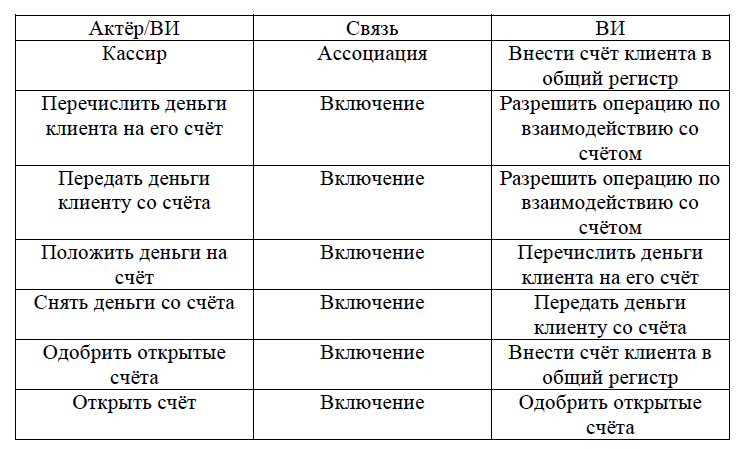 Актёр/ВИ Связь ВИ
Кассир Ассоциация Внести счёт клиента в
общий регистр
Перечислить деньги Включение Разрешить операцию по
клиента на его счёт взаимодействию со
счётом
Передать деньги Включение Разрешить операцию по
клиенту со счёта взаимодействию со
счётом
Положить деньги на Включение Перечислить деньги
счёт клиента на его счёт
Снять деньги со счёта Включение Передать деньги
клиенту со счёта
Одобрить открытые Включение Внести счёт клиента в
счёта общий регистр
Открыть счёт Включение Одобрить открытые
счёта